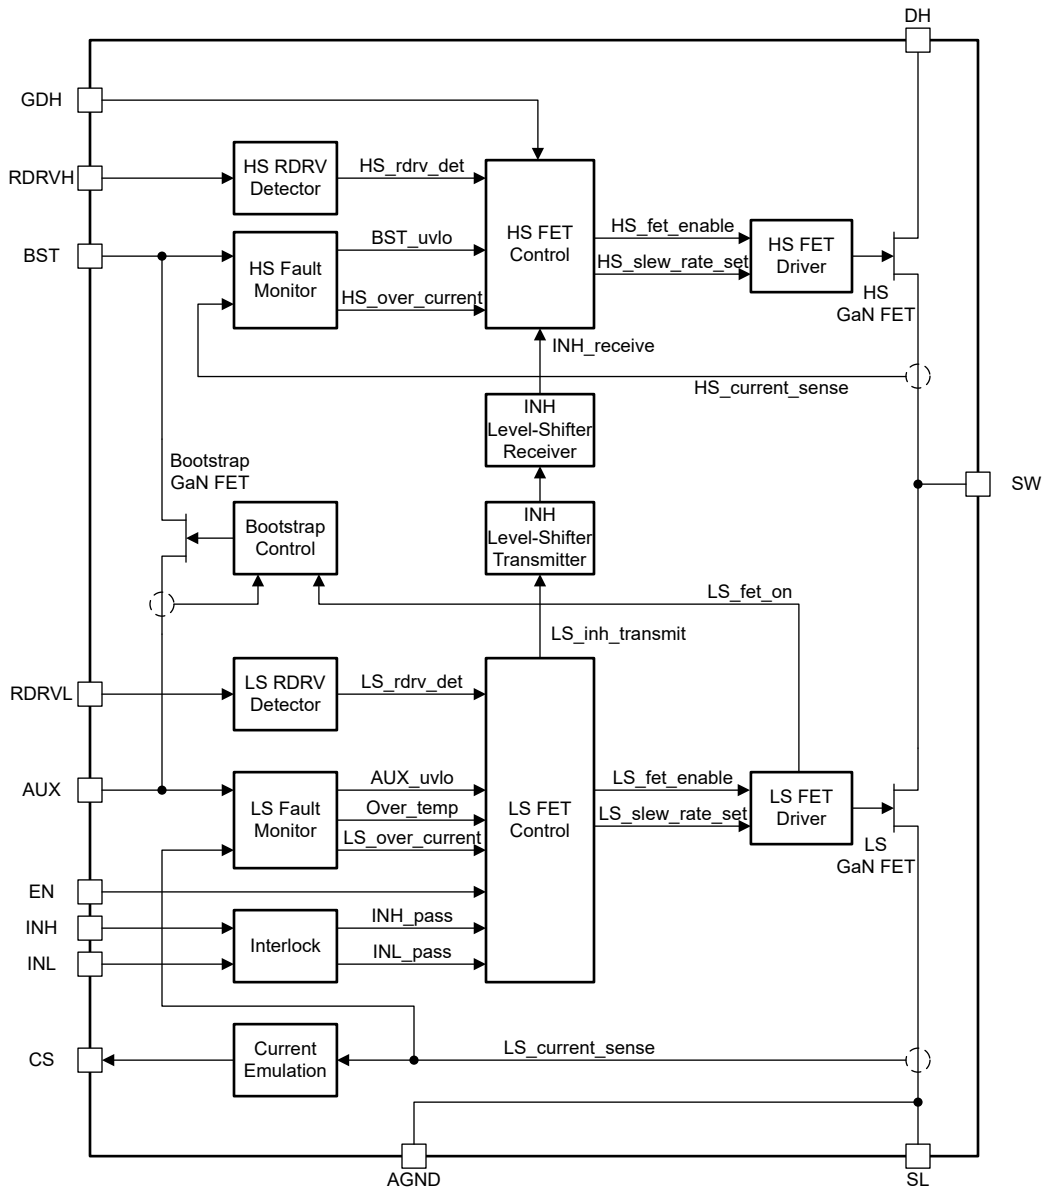 DH
GDH
RDRVH
HS RDRV
Detector
HS_rdrv_det
BST
HS Fault
Monitor
BST_uvlo
HS_over_current
HS FET
Control
HS_fet_enable
HS_slew_rate_set
HS FET
Driver
HS
GaN FET
INH_receive
HS_current_sense
INH
Level-Shifter
Receiver
Bootstrap
GaN FET
SW
Bootstrap
Control
INH
Level-Shifter
Transmitter
LS_fet_on
LS_inh_transmit
RDRVL
LS RDRV
Detector
LS_rdrv_det
AUX
LS Fault
Monitor
AUX_uvlo
Over_temp
LS_over_current
LS FET
Control
LS_fet_enable
LS_slew_rate_set
LS FET
Driver
LS
GaN FET
EN
INH
INL
Interlock
INH_pass
INL_pass
CS
Current
Emulation
LS_current_sense
AGND
SL